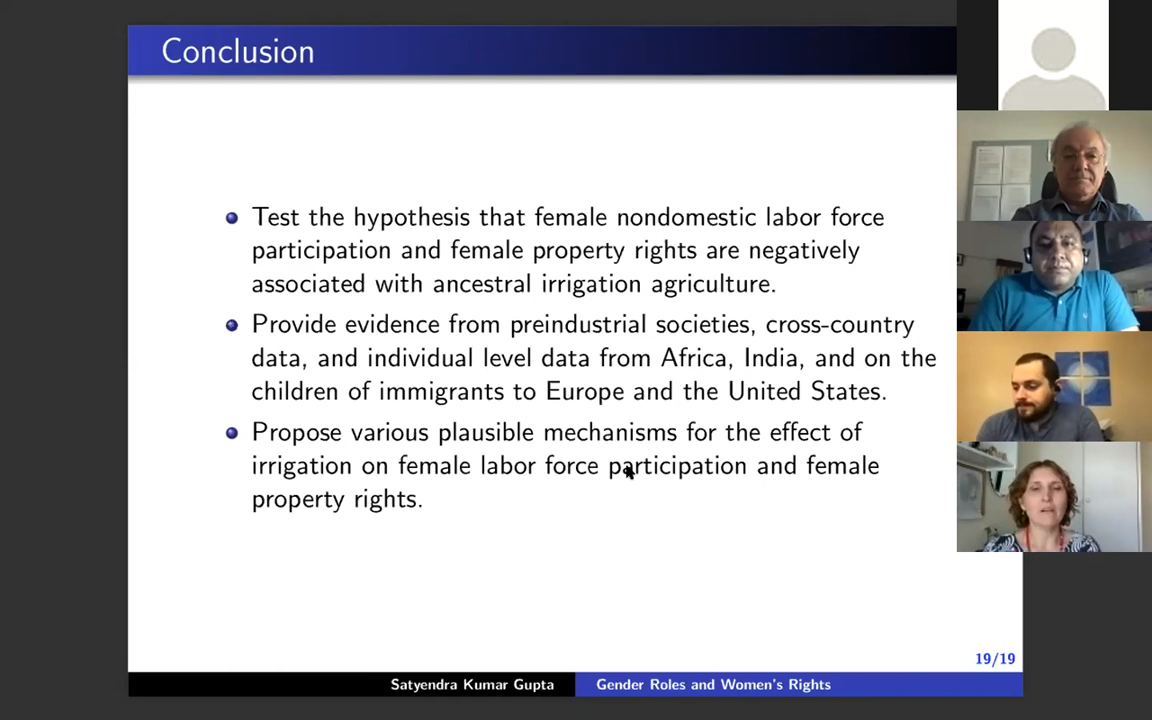 Conclusion
Test the hypothesis that female nondomestic labor force
participation and female property rights are negatively
associated with ancestral irrigation agriculture.
Provide evidence from preindustrial societies, cross-country
data, and individual level data from Africa, India, and on the
children of immigrants to Europe and the United States.
Propose various plausible mechanisms for the effect of
irrigation on female labor force participation and female
property rights.
19/19
Satyendra Kumar Gupta
Gender Roles and Women's Rights